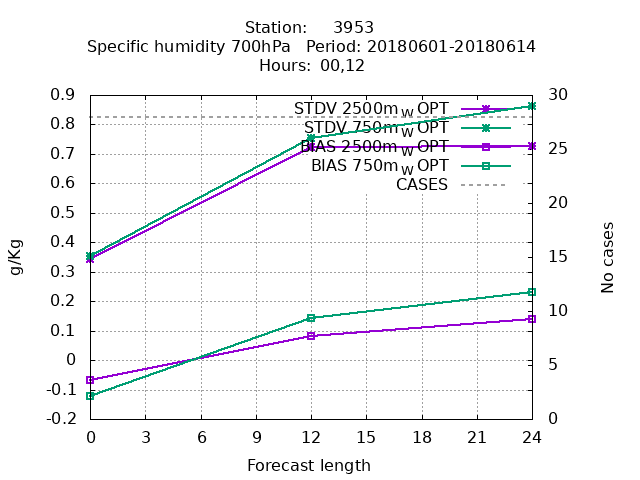 Station: 3953
Specific humidity 700hPa Period: 20180601-20180614
Hours: 00,12
STDV 2500m_W OPT
STDV 750m_W OPT
BIAS 2500m_W OPT
BIAS 750m_W OPT
CASES
0.9
0.8
0.7
0.6
0.5
0.4
0.3
0.2
0.1
0
-0.1
-0.2
g/Kg
30
25
20
15
10
5
0
No cases
0 3 6 9 12 15 18 21 24
Forecast length